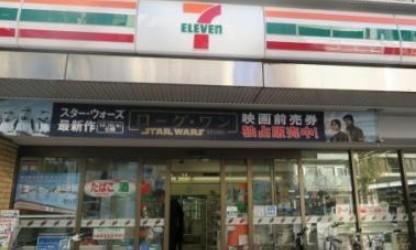 7
ELEVEN
スター・ウォーズ
最新作
ローグ・ワン
STAR WARS
映画前売券
独占販売中!
たばこ 酒